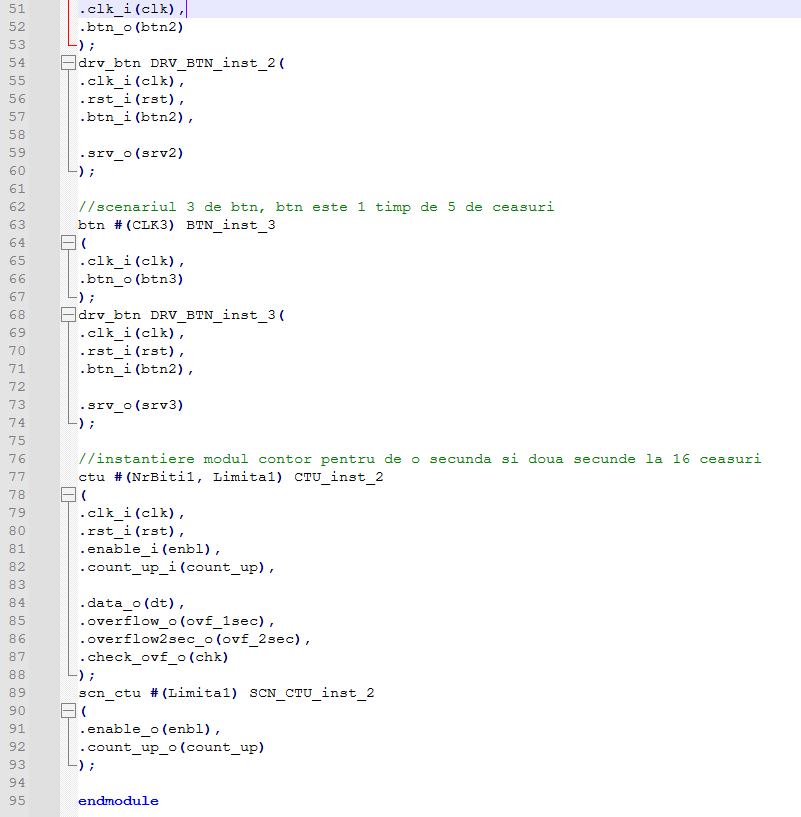 51 .clk_i(clk),
52 .btn_o(btn2)
53 );
54 drv_btn DRV_BTN_inst_2(
55 .clk_i(clk),
56 .rst_i(rst),
57 .btn_i(btn2),
58
59 .srv_o(srv2)
60 );
61
62 //scenariul 3 de btn, btn este 1 timp de 5 de ceasuri
63 btn #(CLK3) BTN_inst_3
64 (
65 .clk_i(clk),
66 .btn_o(btn3)
67 );
68 drv_btn DRV_BTN_inst_3(
69 .clk_i(clk),
70 .rst_i(rst),
71 .btn_i(btn2),
72
73 .srv_o(srv3)
74 );
75
76 //instantiere modul contor pentru de o secunda si doua secunde la 16 ceasuri
77 ctu #(NrBiti1, Limita1) CTU_inst_2
78 (
79 .clk_i(clk),
80 .rst_i(rst),
81 .enable_i(enbl),
82 .count_up_i(count_up),
83
84 .data_o(dt),
85 .overflow_o(ovf_1sec),
86 .overflow2sec_o(ovf_2sec),
87 .check_ovf_o(chk)
88 );
89 scn_ctu #(Limita1) SCN_CTU_inst_2
90 (
91 .enable_o(enbl),
92 .count_up_o(count_up)
93 );
94
95 endmodule